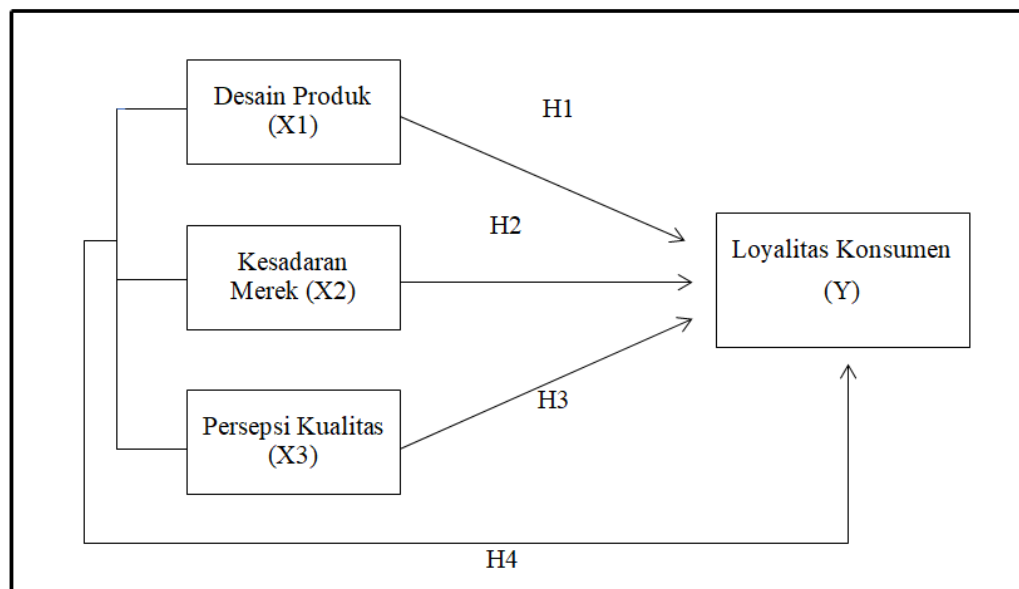 Desain Produk
(X1)
H1
H2
Kesadaran
Merek (X2)
Loyalitas Konsumen
(Y)
Persepsi Kualitas
(X3)
H3
H4